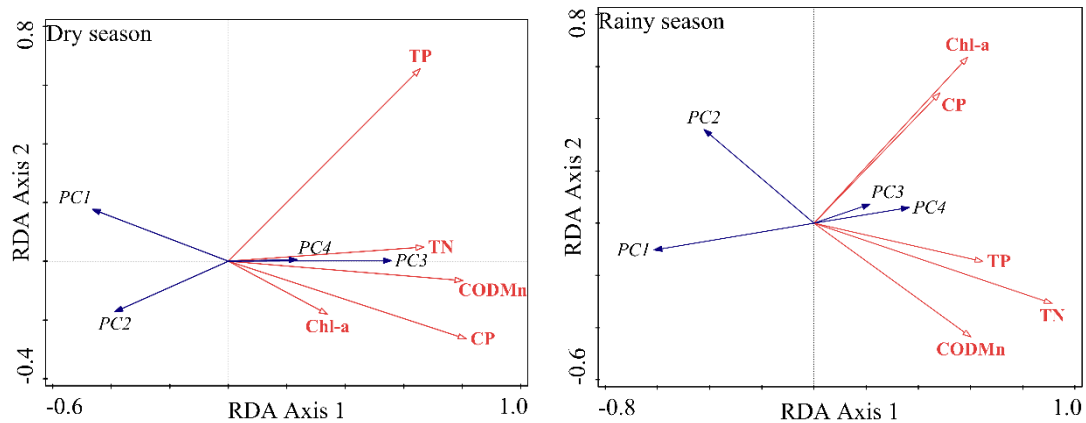 Dry season
0.8
RDA Axis 2
-0.4
TP
PC1
PC4
TN
PC3
CODMn
PC2
Chl-a
CP
-0.6
RDA Axis 1
1.0
Rainy season
0.8
RDA Axis 2
-0.6
Chl-a
CP
PC2
PC3
PC4
PC1
TP
TN
CODMn
-0.8
RDA Axis 1
1.0